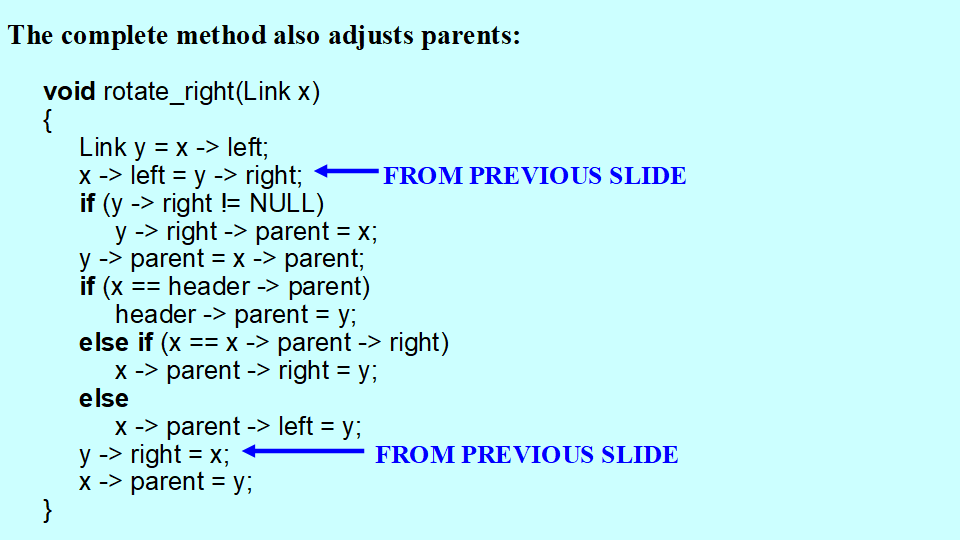 The complete method also adjusts parents:
void rotate_right(Link x)
{
Link y = x -> left;
x -> left = y -> right; FROM PREVIOUS SLIDE
if (y -> right != NULL)
y -> right -> parent = x;
y -> parent = x -> parent;
if (x == header -> parent)
header -> parent = y;
else if (x == x -> parent -> right)
x -> parent -> right = y;
else
x -> parent -> left = y;
y -> right = x; FROM PREVIOUS SLIDE
x -> parent = y;
}